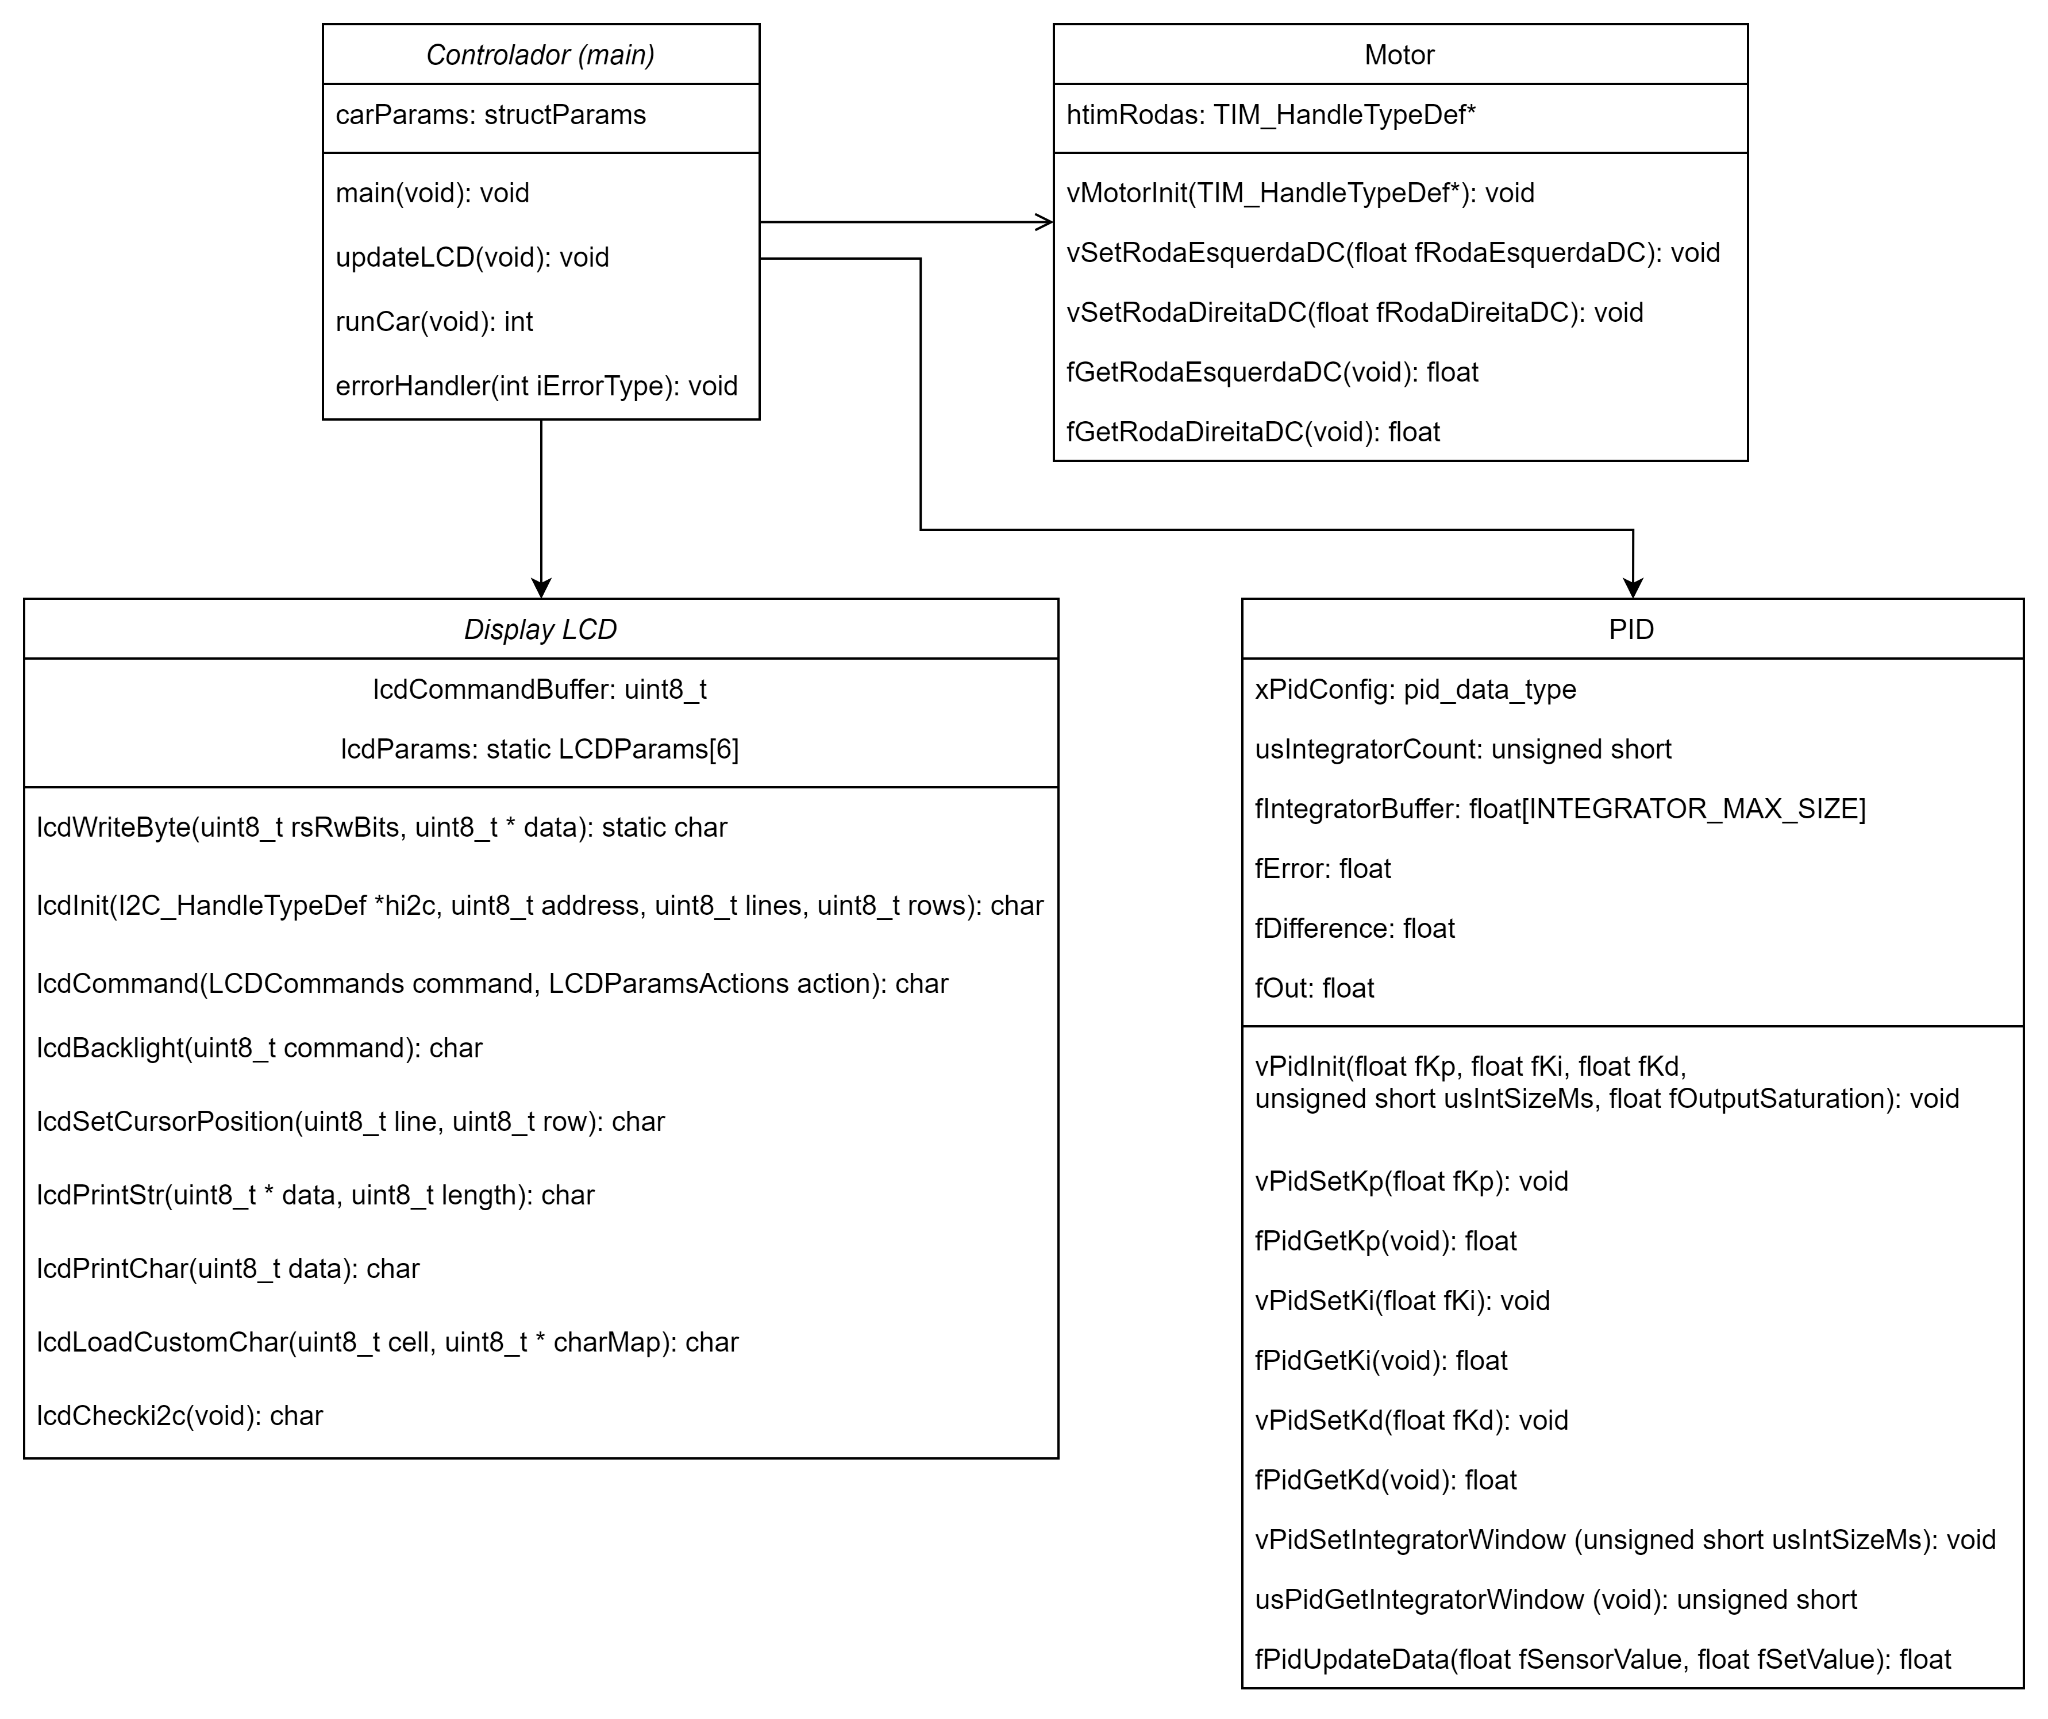 Controlador (main)
carParams: structParams
main(void): void
updateLCD(void): void
runCar(void): int
errorHandler(int iErrorType): void
Motor
htimRodas: TIM_HandleTypeDef*
vMotorInit(TIM_HandleTypeDef*): void
vSetRodaEsquerdaDC(float fRodaEsquerdaDC): void
vSetRodaDireitaDC(float fRodaDireitaDC): void
fGetRodaEsquerdaDC(void): float
fGetRodaDireitaDC(void): float
Display LCD
lcdCommandBuffer: uint8_t
lcdParams: static LCDParams[6]
lcdWriteByte(uint8_t rsRwBits, uint8_t * data): static char
lcdInit(I2C_HandleTypeDef *hi2c, uint8_t address, uint8_t lines, uint8_t rows): char
lcdCommand(LCDCommands command, LCDParamsActions action): char
lcdBacklight(uint8_t command): char
lcdSetCursorPosition(uint8_t line, uint8_t row): char
lcdPrintStr(uint8_t * data, uint8_t length): char
lcdPrintChar(uint8_t data): char
lcdLoadCustomChar(uint8_t cell, uint8_t * charMap): char
lcdChecki2c(void): char
PID
xPidConfig: pid_data_type
usIntegratorCount: unsigned short
fIntegratorBuffer: float[INTEGRATOR_MAX_SIZE]
fError: float
fDifference: float
fOut: float
vPidInit(float fKp, float fKi, float fKd,
unsigned short usIntSizeMs, float fOutputSaturation): void
vPidSetKp(float fKp): void
fPidGetKp(void): float
vPidSetKi(float fKi): void
fPidGetKi(void): float
vPidSetKd(float fKd): void
fPidGetKd(void): float
vPidSetIntegratorWindow (unsigned short usIntSizeMs): void
usPidGetIntegratorWindow (void): unsigned short
fPidUpdateData(float fSensorValue, float fSetValue): float